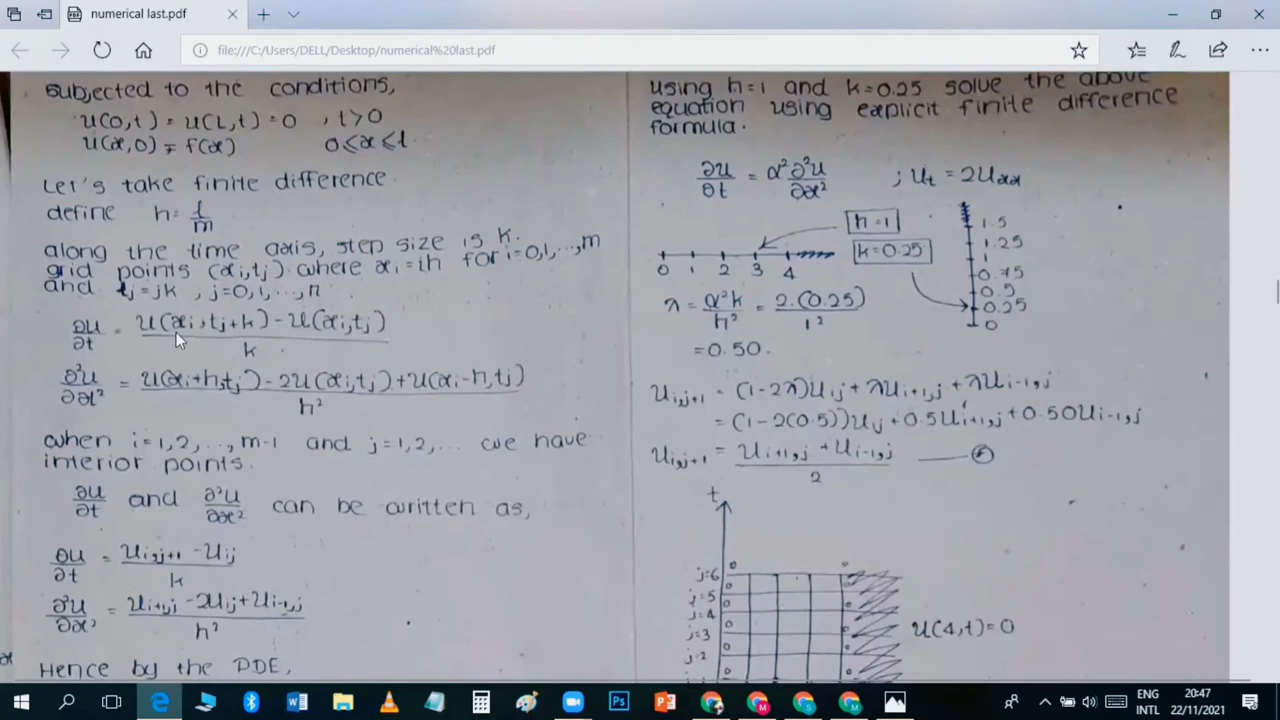 numerical last.pdf
file:///C:/Users/DELL/Desktop/numerical%20last.pdf
subjected to the conditions,
u(0,t) = u(L,t) = 0 , t>0
u(x,0) = f(x) 0≤x≤l
Let's take finite difference
define h = l/m
along the time axis, step size is k.
grid points (xi,tj) where xi=ih for i=0,1,...,m
and tj=jk , j=0,1,...,n
∂u/∂t = u(xi,tj+k) - u(xi,tj) / k
∂²u/∂x² = u(xi+h,tj) - 2u(xi,tj) + u(xi-h,tj) / h²
when i=1,2,...,m-1 and j=1,2,... we have
interior points.
∂u/∂t and ∂²u/∂x² can be written as,
∂u/∂t = ui,j+1 - uij / k
∂²u/∂x² = ui+1,j - 2uij + ui-1,j / h²
Hence by the PDE,
using h=1 and k=0.25 solve the above
equation using explicit finite difference
formula.
∂u/∂t = α² ∂²u/∂x² ; ut = 2uxx
h=1
k=0.25
0 1 2 3 4
1.5
1.25
1
0.75
0.5
0.25
0
λ = α²k/h² = 2.(0.25)/1²
=0.50.
ui,j+1 = (1-2λ)uij + λui+1,j + λui-1,j
= (1-2(0.5))uij + 0.5ui+1,j + 0.50ui-1,j
ui,j+1 = ui+1,j + ui-1,j / 2
t
j=6
j=5
j=4
j=3
j=2
u(4,t)=0
ENG
INTL
20:47
22/11/2021